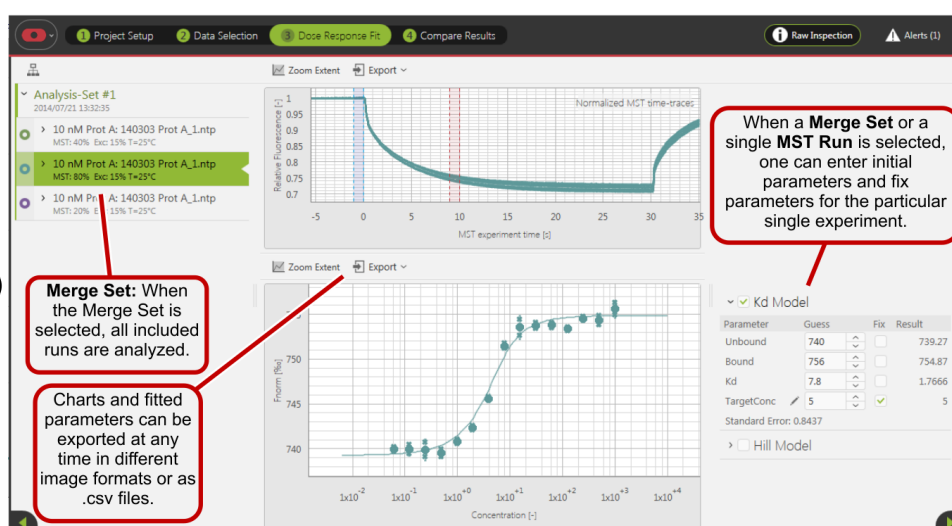 1 Project Setup 2 Data Selection 3 Dose Response Fit 4 Compare Results Raw Inspection Alerts (1)
Analysis-Set #1
2014/07/21 13:32:35
10 nM Prot A: 140303 Prot A_1.ntp
MST: 40% Exc: 15% T=25°C
10 nM Prot A: 140303 Prot A_1.ntp
MST: 80% Exc: 15% T=25°C
10 nM Pr A: 140303 Prot A_1.ntp
MST: 20% E 15% T=25°C
Merge Set: When
the Merge Set is
selected, all included
runs are analyzed.
Charts and fitted
parameters can be
exported at any
time in different
image formats or as
.csv files.
Zoom Extent Export
Normalized MST time-traces
Relative Fluorescence [-]
1
0.95
0.9
0.85
0.8
0.75
0.7
-5 0 5 10 15 20 25 30 35
MST experiment time [s]
Zoom Extent Export
Fnorm [‰]
750
745
740
1x10-2 1x10-1 1x10+0 1x10+1 1x10+2 1x10+3 1x10+4
Concentration [-]
When a Merge Set or a
single MST Run is selected,
one can enter initial
parameters and fix
parameters for the particular
single experiment.
Kd Model
Parameter Guess Fix Result
Unbound 740 739.27
Bound 756 754.87
Kd 7.8 1.7666
TargetConc 5 5
Standard Error: 0.8437
Hill Model